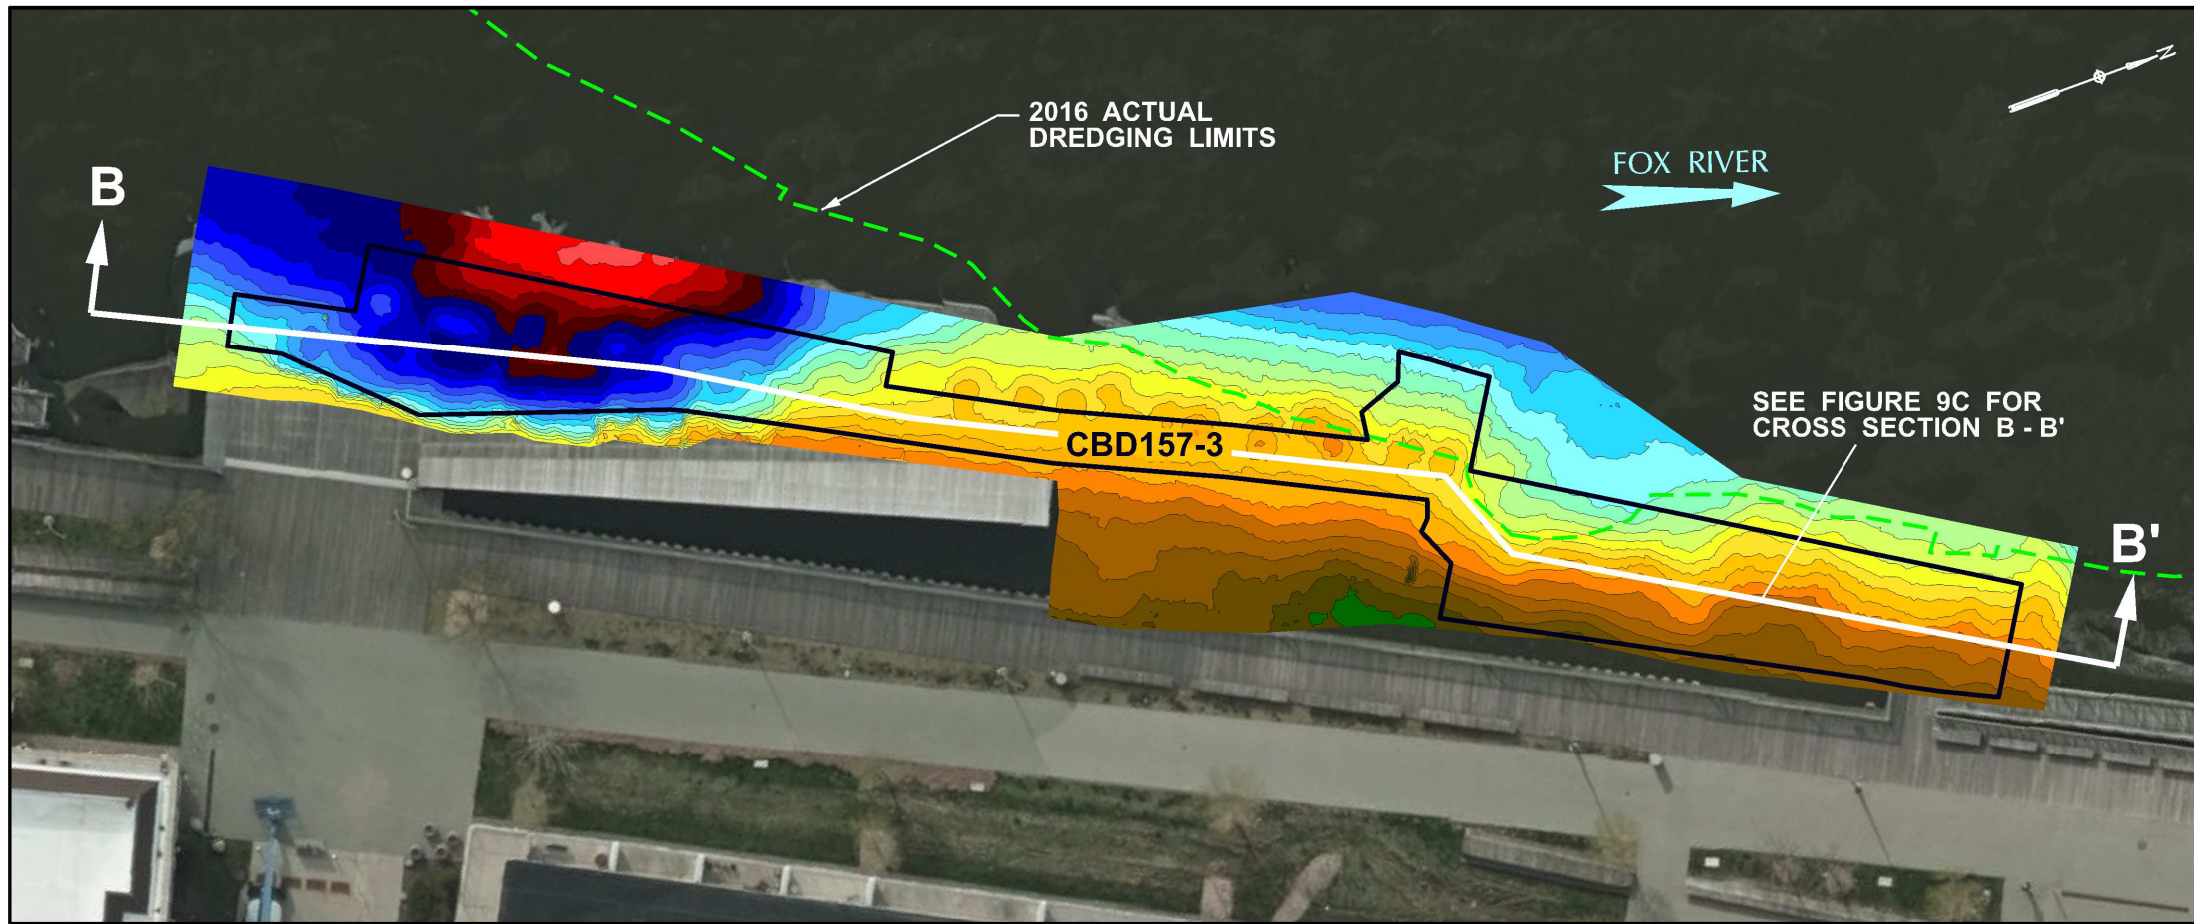 2016 ACTUAL
DREDGING LIMITS
N
FOX RIVER
B
SEE FIGURE 9C FOR
CROSS SECTION B - B'
CBD157-3
B'